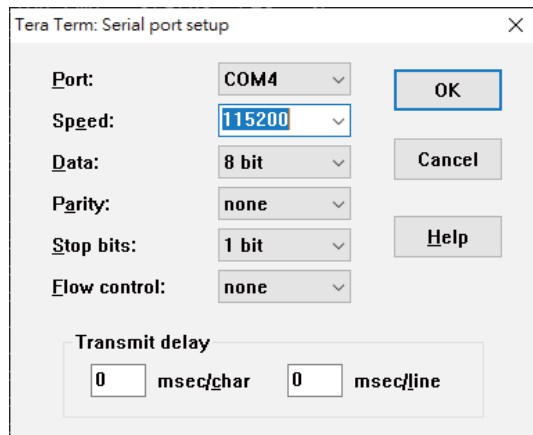 Tera Term: Serial port setup
Port: COM4 OK
Speed: 115200
Data: 8 bit Cancel
Parity: none
Stop bits: 1 bit Help
Flow control: none
Transmit delay
0 msec/char 0 msec/line